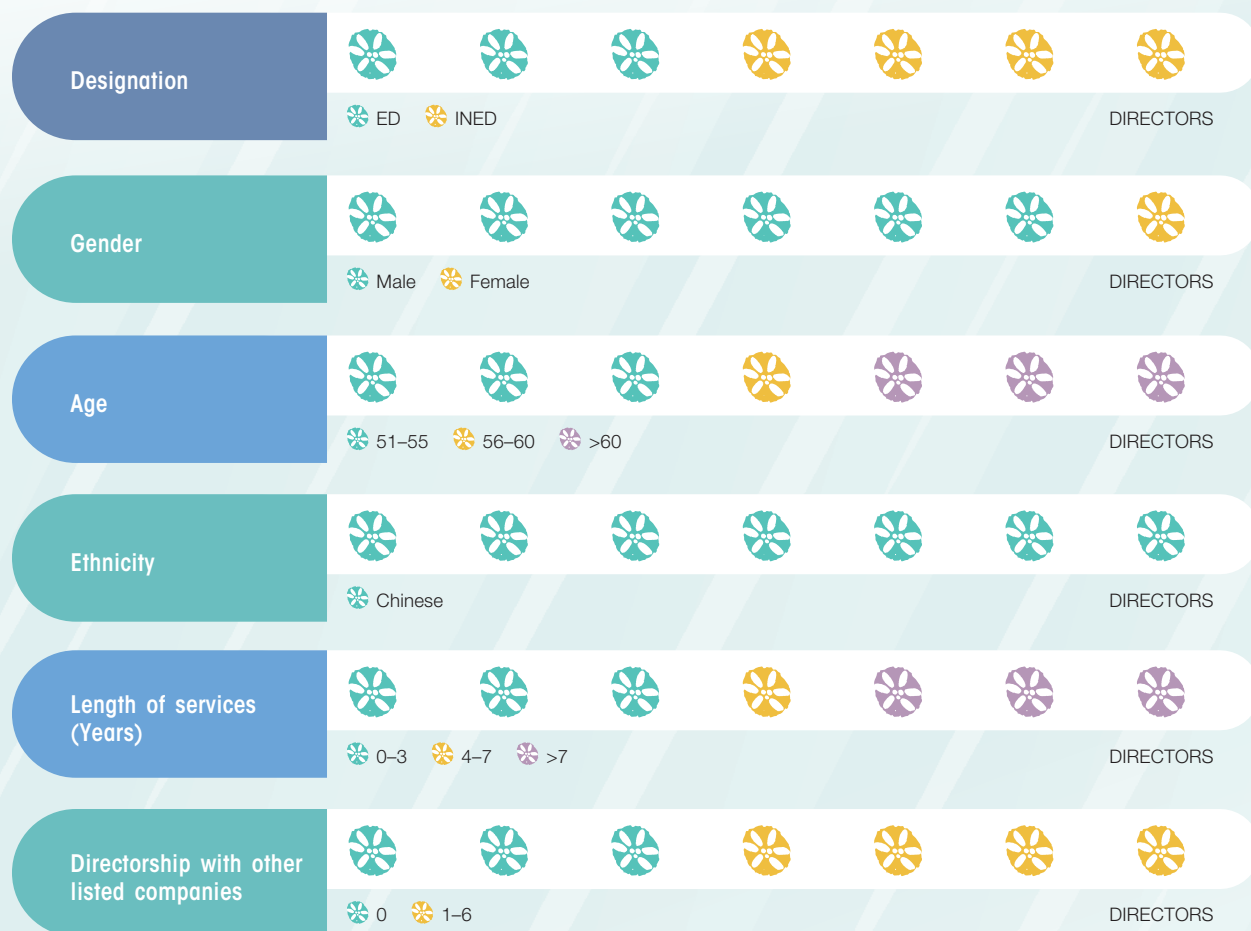 Designation
ED INED
DIRECTORS
Gender
Male Female
DIRECTORS
Age
51–55 56–60 >60
DIRECTORS
Ethnicity
Chinese
DIRECTORS
Length of services
(Years)
0–3 4–7 >7
DIRECTORS
Directorship with other
listed companies
0 1–6
DIRECTORS